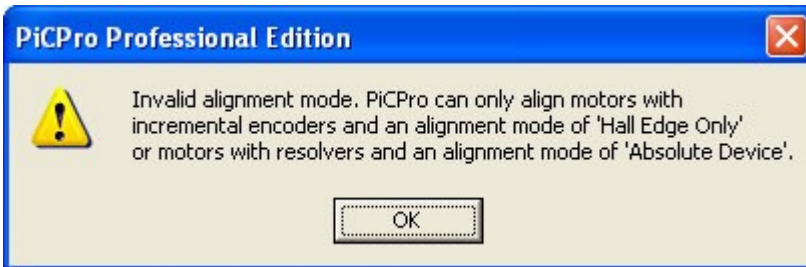 PiCPro Professional Edition
Invalid alignment mode. PiCPro can only align motors with
incremental encoders and an alignment mode of 'Hall Edge Only'
or motors with resolvers and an alignment mode of 'Absolute Device'.
OK